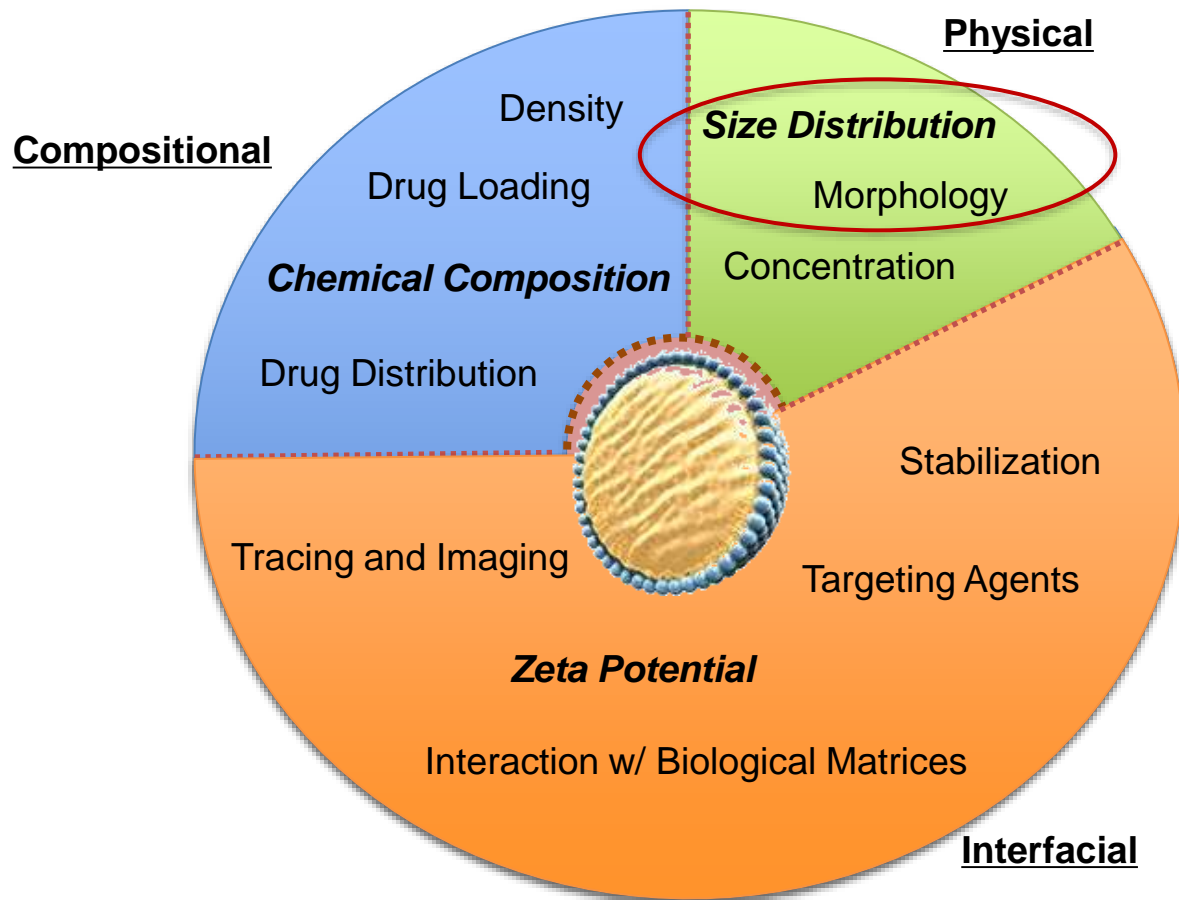 Physical
Density
Size Distribution
Compositional
Drug Loading
Morphology
Concentration
Chemical Composition
Drug Distribution
Stabilization
Tracing and Imaging
Targeting Agents
Zeta Potential
Interaction w/ Biological Matrices
Interfacial